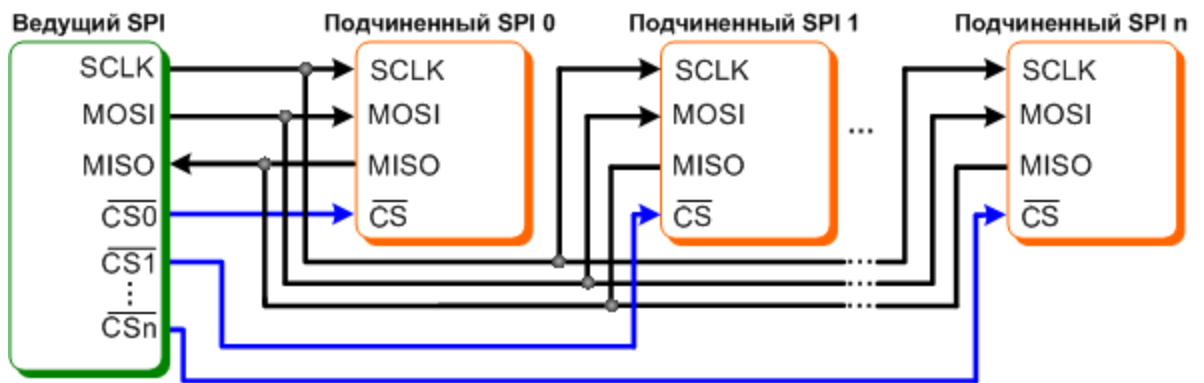 Ведущий SPI
SCLK
MOSI
MISO
CS0
CS1
⋮
CSn
Подчиненный SPI 0
SCLK
MOSI
MISO
CS
Подчиненный SPI 1
SCLK
MOSI
MISO
CS
...
Подчиненный SPI n
SCLK
MOSI
MISO
CS